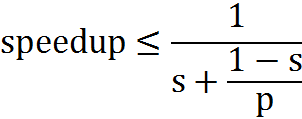 speedup ≤ 1 / (s + (1 − s) / p)